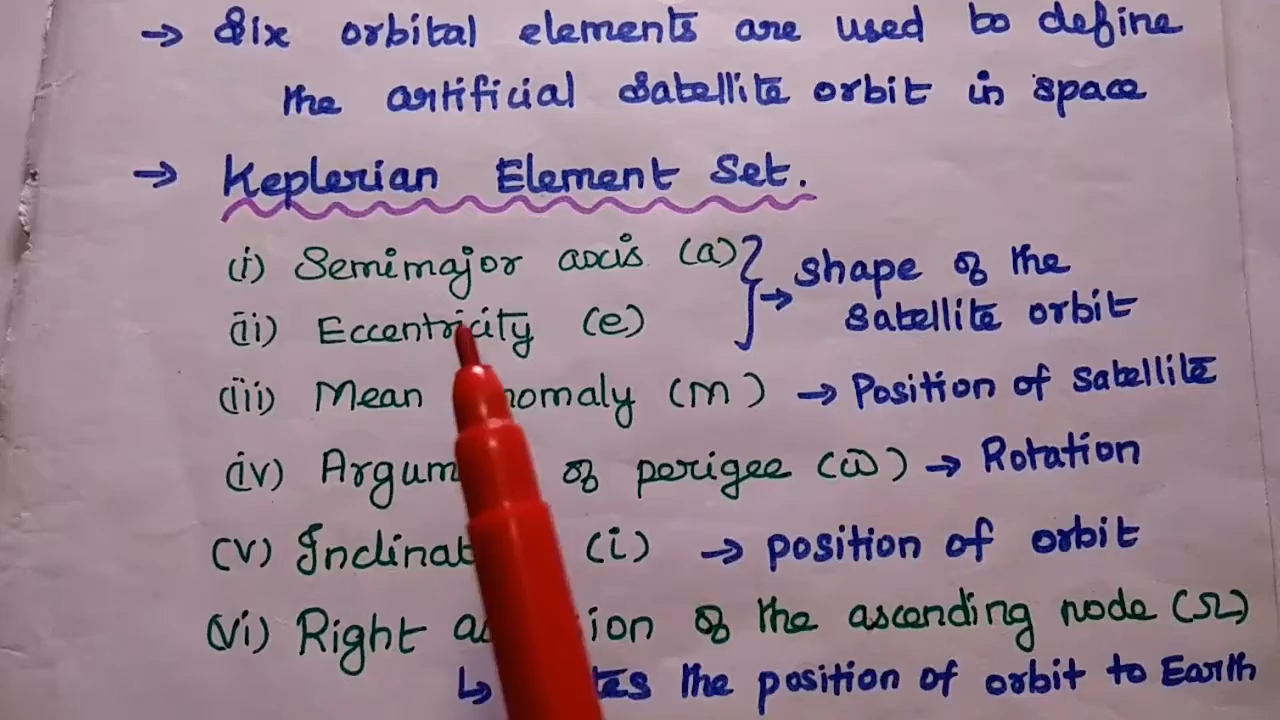 → Six orbital elements are used to define
the artificial satellite orbit in space
→ Keplerian Element Set.
(i) Semimajor axis (a)
(ii) Eccentricity (e)
→ shape of the
satellite orbit
(iii) Mean nomaly (M) → Position of satellite
(iv) Argum of perigee (ω) → Rotation
(v) Inclinat (i) → position of orbit
(vi) Right ion of the ascending node (Ω)
↳ the position of orbit to Earth